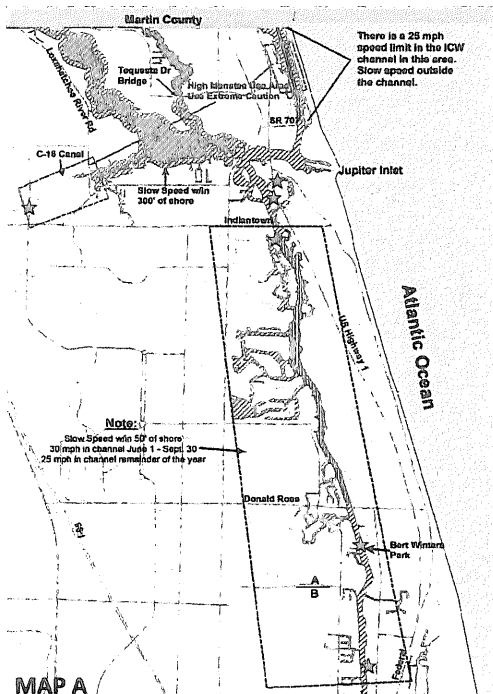 Martin County
There is a 25 mph
speed limit in the ICW
channel in this area.
Slow speed outside
the channel.
Loxahatchee River Rd
Tequesta Dr
Bridge
High Manatee Use Area
Use Extreme Caution
SR 707
C-18 Canal
Jupiter Inlet
Slow Speed w/in
300' of shore
Indiantown
US Highway 1
Atlantic Ocean
Note:
Slow Speed w/in 50' of shore
30 mph in channel June 1 - Sept. 30
25 mph in channel remainder of the year
Donald Ross
I-95
Bert Winters
Park
A
B
Federal
MAP A